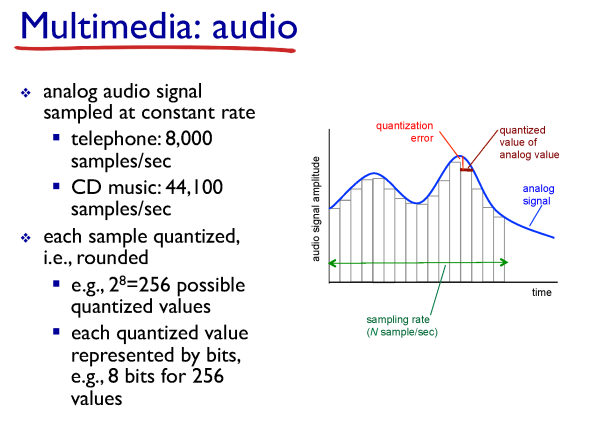 Multimedia: audio
❖ analog audio signal
sampled at constant rate
▪ telephone: 8,000
samples/sec
▪ CD music: 44,100
samples/sec
❖ each sample quantized,
i.e., rounded
▪ e.g., 2⁸=256 possible
quantized values
▪ each quantized value
represented by bits,
e.g., 8 bits for 256
values
audio signal amplitude
quantization
error
quantized
value of
analog value
analog
signal
time
sampling rate
(N sample/sec)